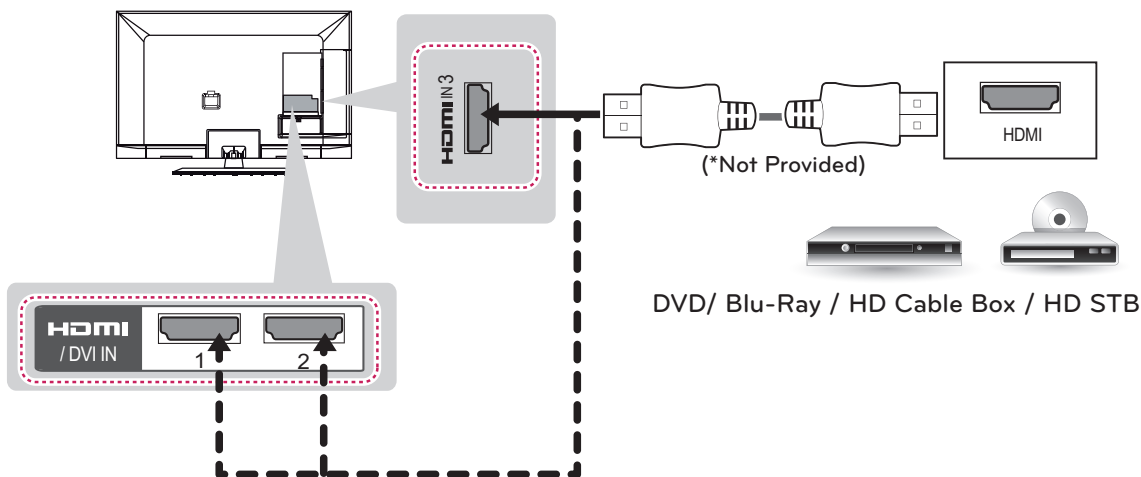 HDMI IN 3
HDMI
(*Not Provided)
DVD/ Blu-Ray / HD Cable Box / HD STB
HDMI
/ DVI IN
1
2